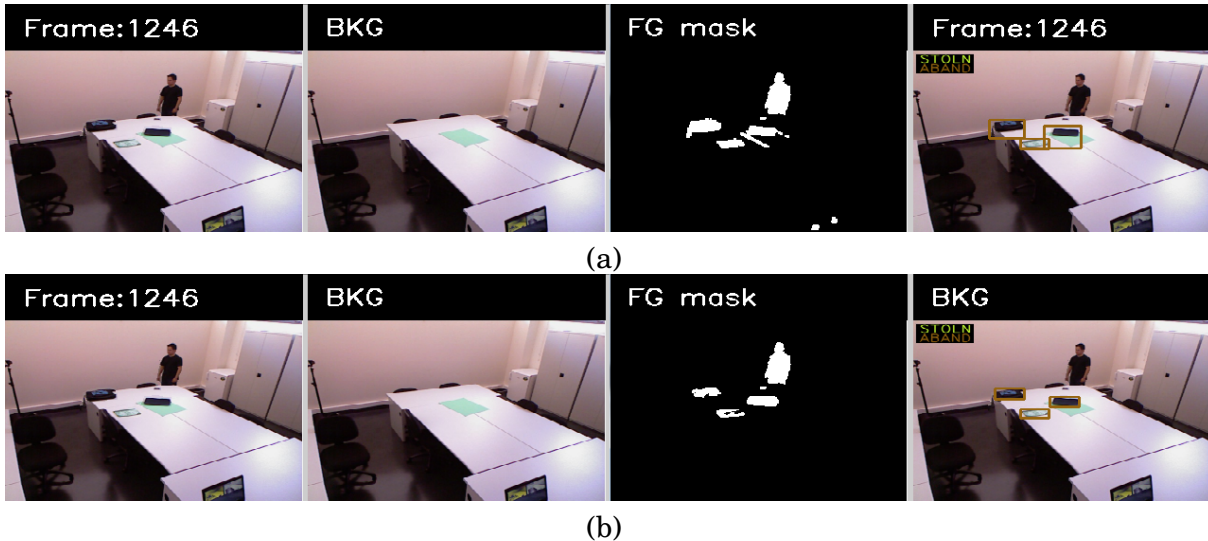 Frame:1246 BKG FG mask Frame:1246
STOLN
ABAND
(a)
Frame:1246 BKG FG mask BKG
STOLN
ABAND
(b)